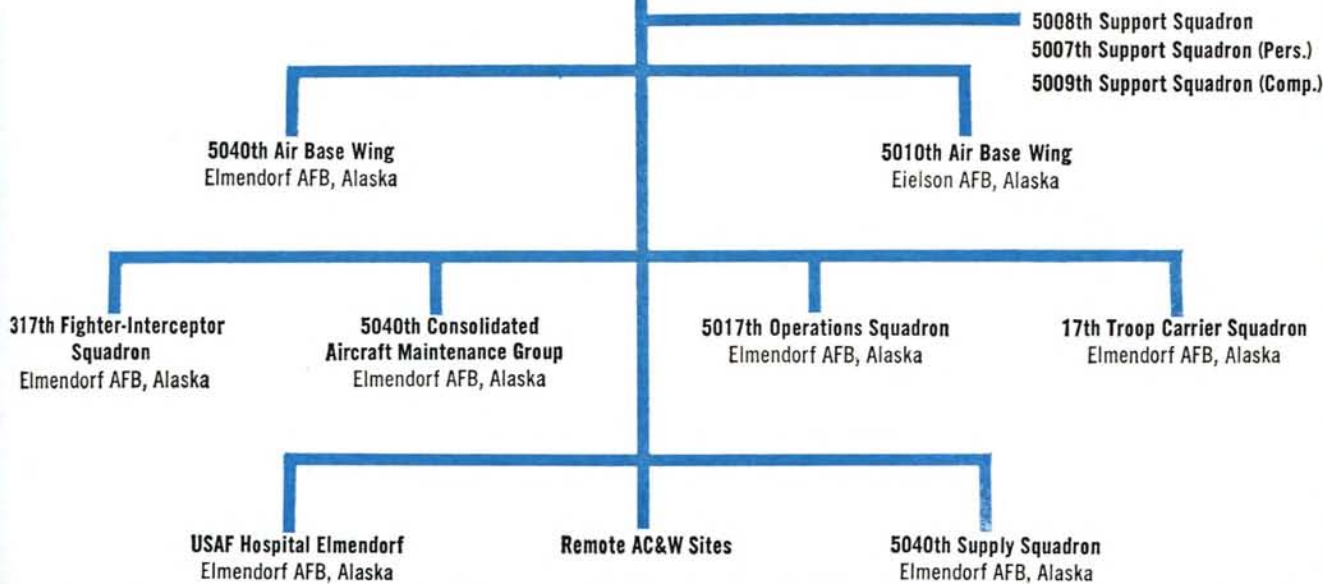 5008th Support Squadron
5007th Support Squadron (Pers.)
5009th Support Squadron (Comp.)
5040th Air Base Wing
Elmendorf AFB, Alaska
5010th Air Base Wing
Eielson AFB, Alaska
317th Fighter-Interceptor
Squadron
Elmendorf AFB, Alaska
5040th Consolidated
Aircraft Maintenance Group
Elmendorf AFB, Alaska
5017th Operations Squadron
Elmendorf AFB, Alaska
17th Troop Carrier Squadron
Elmendorf AFB, Alaska
USAF Hospital Elmendorf
Elmendorf AFB, Alaska
Remote AC&W Sites
5040th Supply Squadron
Elmendorf AFB, Alaska